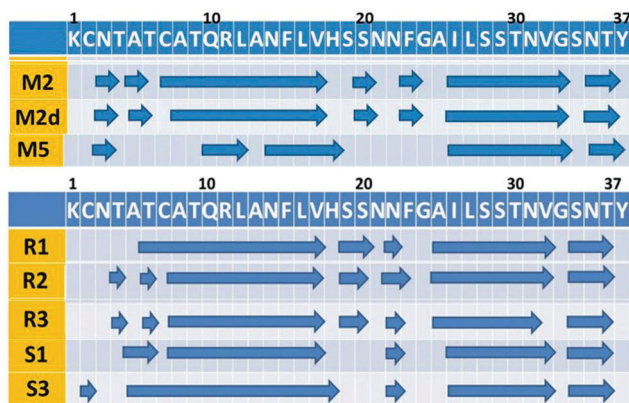 1 10 20 30 37
KCNTATCATQRLANFLVHSSNNFGAILSSTNVGSNTY
M2
M2d
M5
1 10 20 30 37
KCNTATCATQRLANFLVHSSNNFGAILSSTNVGSNTY
R1
R2
R3
S1
S3